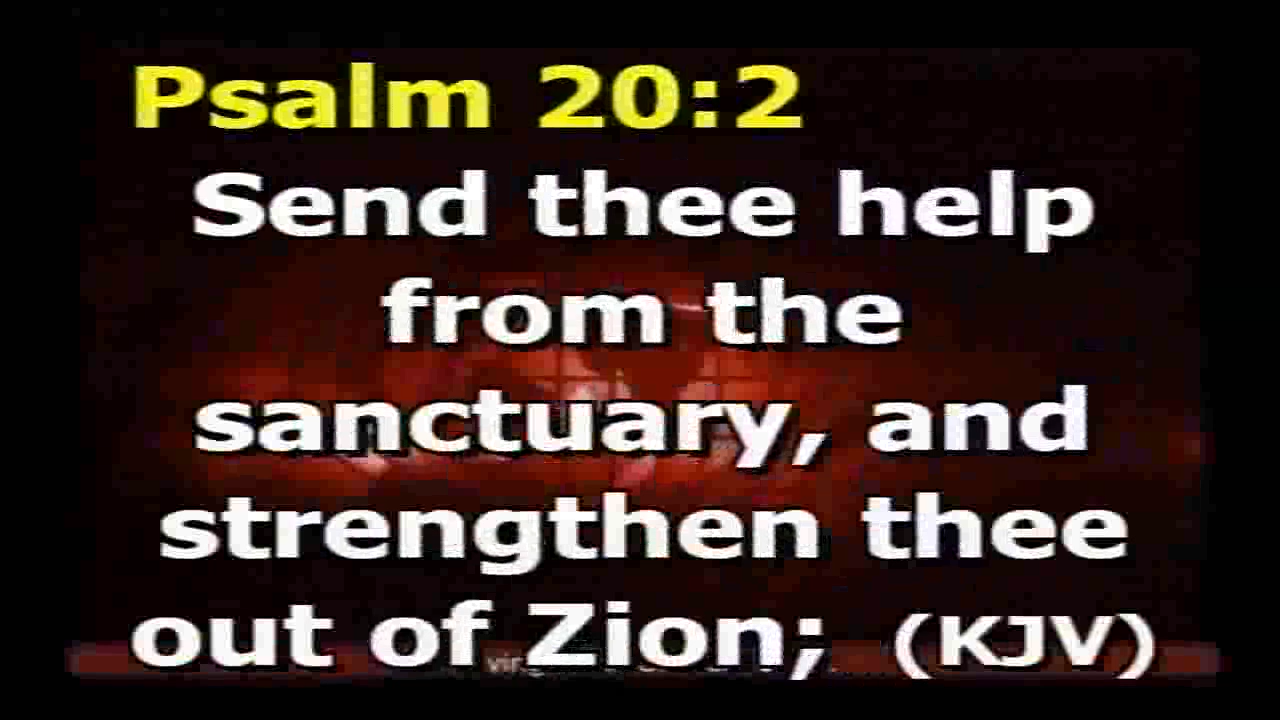 Psalm 20:2
Send thee help
from the
sanctuary, and
strengthen thee
out of Zion; (KJV)